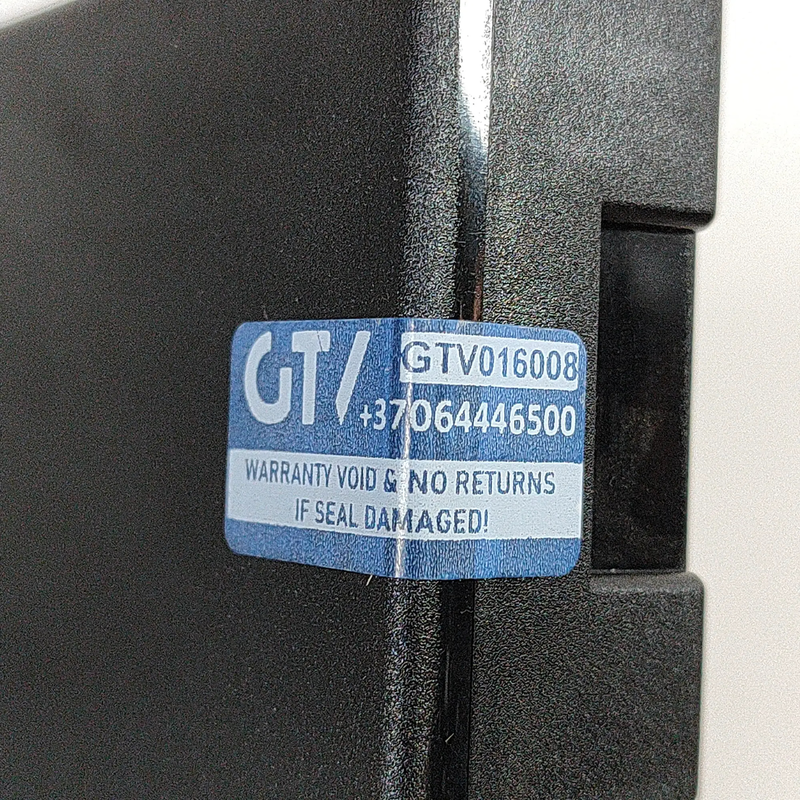 GTV GTV016008
+37064446500
WARRANTY VOID & NO RETURNS
IF SEAL DAMAGED!